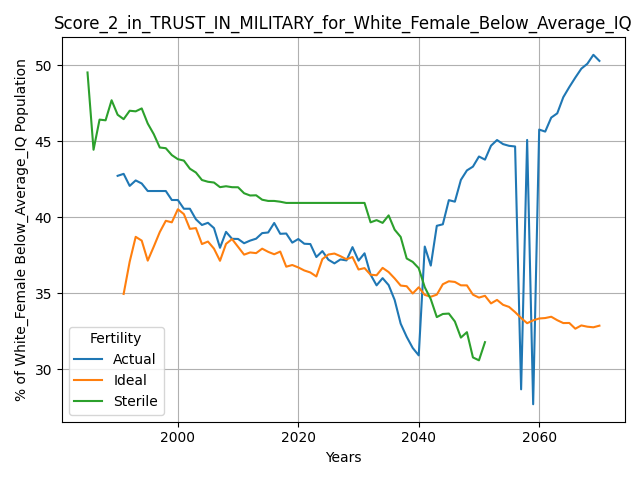 Score_2_in_TRUST_IN_MILITARY_for_White_Female_Below_Average_IQ
% of White_Female Below_Average_IQ Population
50
45
40
35
30
Fertility
Actual
Ideal
Sterile
2000
2020
2040
2060
Years